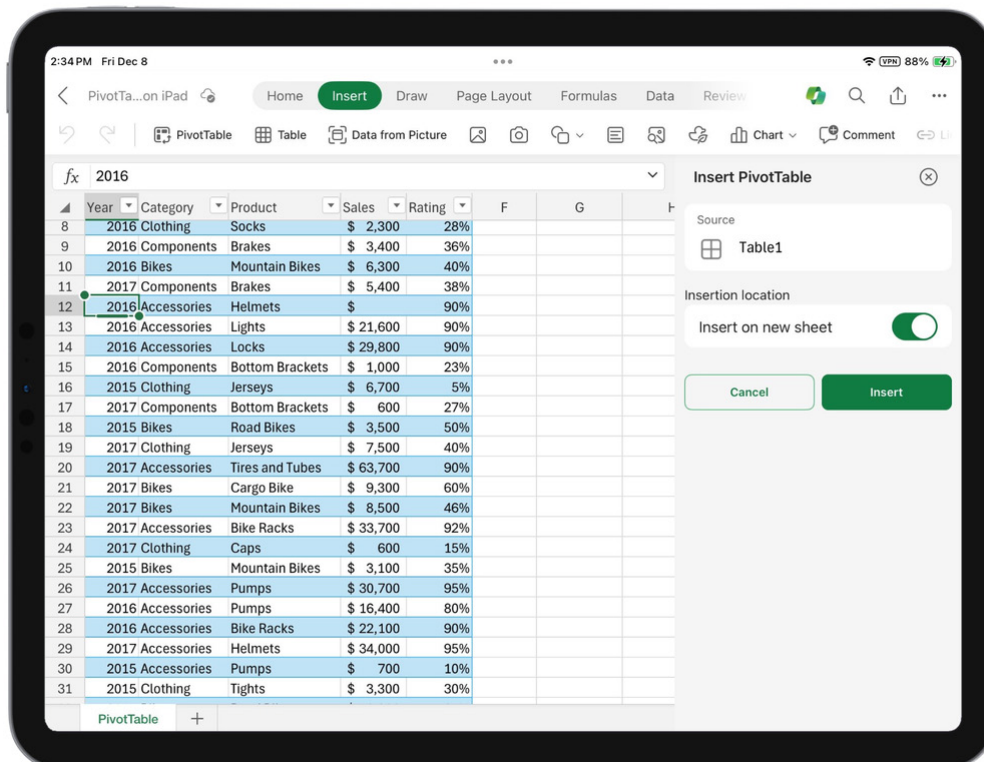 2:34 PM Fri Dec 8 VPN 88%
PivotTa...on iPad Home Insert Draw Page Layout Formulas Data Review
PivotTable Table Data from Picture Chart Comment
fx 2016
Insert PivotTable
Source
Table1
Insertion location
Insert on new sheet
Cancel Insert
Year Category Product Sales Rating F G H
8 2016 Clothing Socks $ 2,300 28%
9 2016 Components Brakes $ 3,400 36%
10 2016 Bikes Mountain Bikes $ 6,300 40%
11 2017 Components Brakes $ 5,400 38%
12 2016 Accessories Helmets $ 90%
13 2016 Accessories Lights $ 21,600 90%
14 2016 Accessories Locks $ 29,800 90%
15 2016 Components Bottom Brackets $ 1,000 23%
16 2015 Clothing Jerseys $ 6,700 5%
17 2017 Components Bottom Brackets $ 600 27%
18 2015 Bikes Road Bikes $ 3,500 50%
19 2017 Clothing Jerseys $ 7,500 40%
20 2017 Accessories Tires and Tubes $ 63,700 90%
21 2017 Bikes Cargo Bike $ 9,300 60%
22 2017 Bikes Mountain Bikes $ 8,500 46%
23 2017 Accessories Bike Racks $ 33,700 92%
24 2017 Clothing Caps $ 600 15%
25 2015 Bikes Mountain Bikes $ 3,100 35%
26 2017 Accessories Pumps $ 30,700 95%
27 2016 Accessories Pumps $ 16,400 80%
28 2016 Accessories Bike Racks $ 22,100 90%
29 2017 Accessories Helmets $ 34,000 95%
30 2015 Accessories Pumps $ 700 10%
31 2015 Clothing Tights $ 3,300 30%
PivotTable